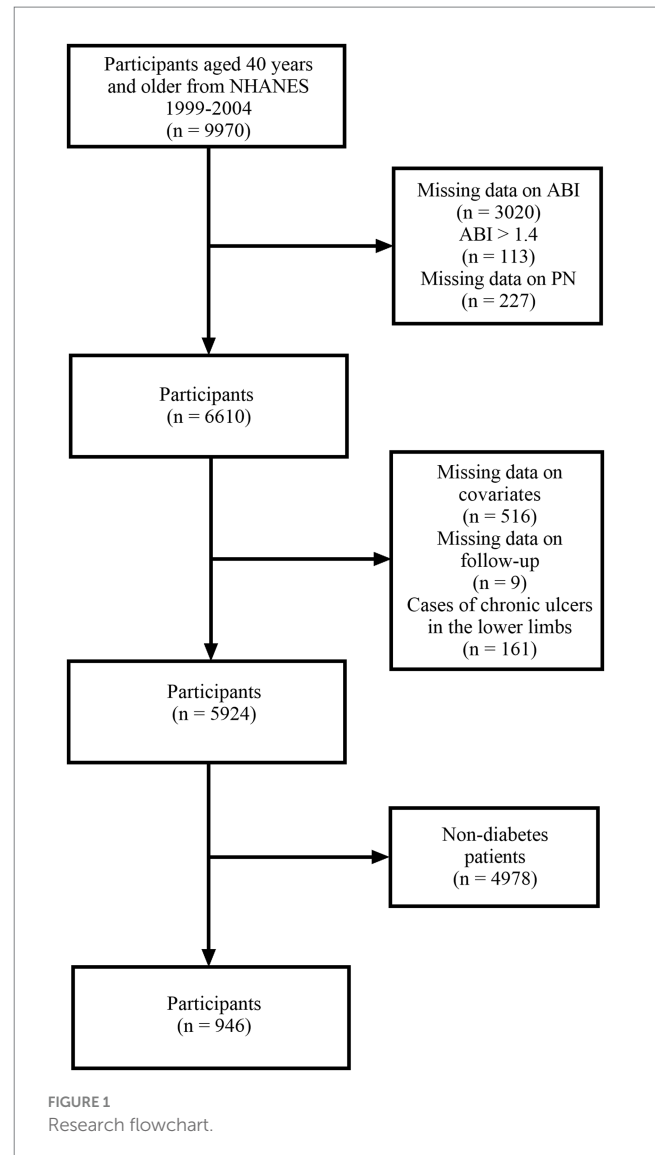 Participants aged 40 years
and older from NHANES
1999-2004
(n = 9970)
Missing data on ABI
(n = 3020)
ABI > 1.4
(n = 113)
Missing data on PN
(n = 227)
Participants
(n = 6610)
Missing data on
covariates
(n = 516)
Missing data on
follow-up
(n = 9)
Cases of chronic ulcers
in the lower limbs
(n = 161)
Participants
(n = 5924)
Non-diabetes
patients
(n = 4978)
Participants
(n = 946)
FIGURE 1
Research flowchart.